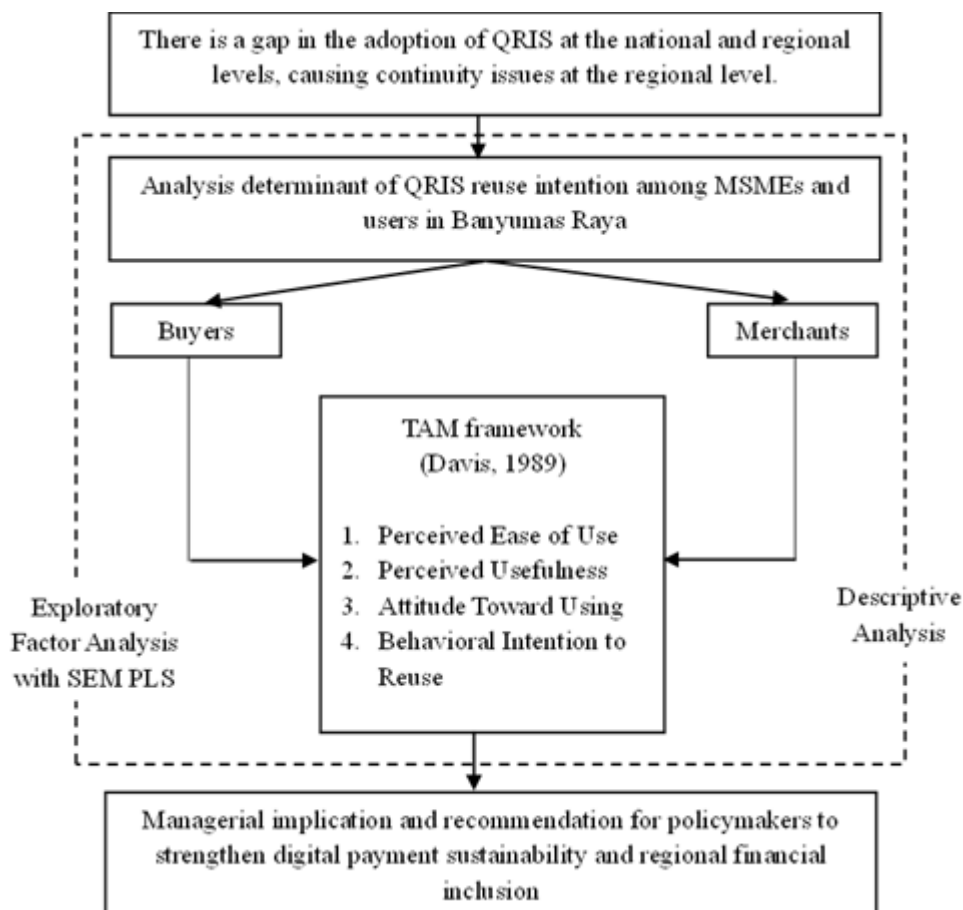 There is a gap in the adoption of QRIS at the national and regional
levels, causing continuity issues at the regional level.
Analysis determinant of QRIS reuse intention among MSMEs and
users in Banyumas Raya
Buyers
Merchants
TAM framework
(Davis, 1989)
1. Perceived Ease of Use
2. Perceived Usefulness
3. Attitude Toward Using
4. Behavioral Intention to
Reuse
Exploratory
Factor Analysis
with SEM PLS
Descriptive
Analysis
Managerial implication and recommendation for policymakers to
strengthen digital payment sustainability and regional financial
inclusion